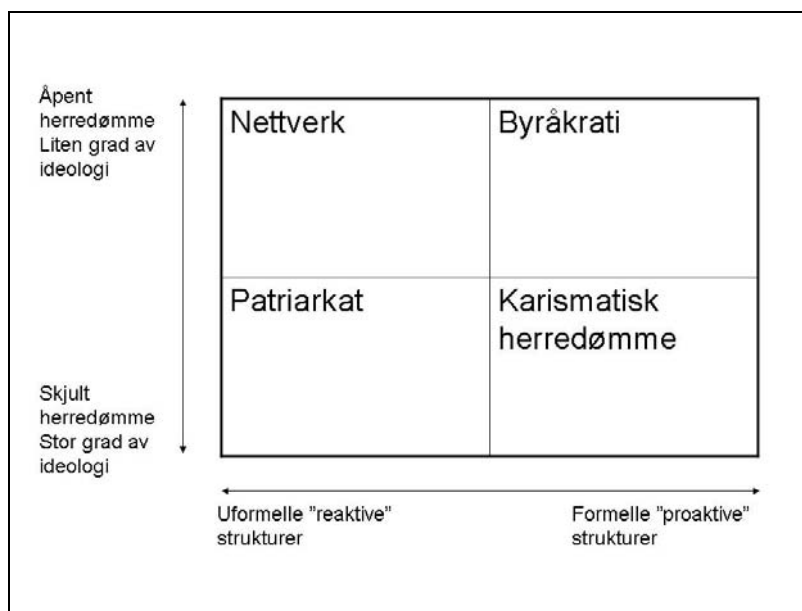 Åpent
herredømme
Liten grad av
ideologi
Nettverk
Byråkrati
Patriarkat
Karismatisk
herredømme
Skjult
herredømme
Stor grad av
ideologi
Uformelle ”reaktive”
strukturer
Formelle ”proaktive”
strukturer